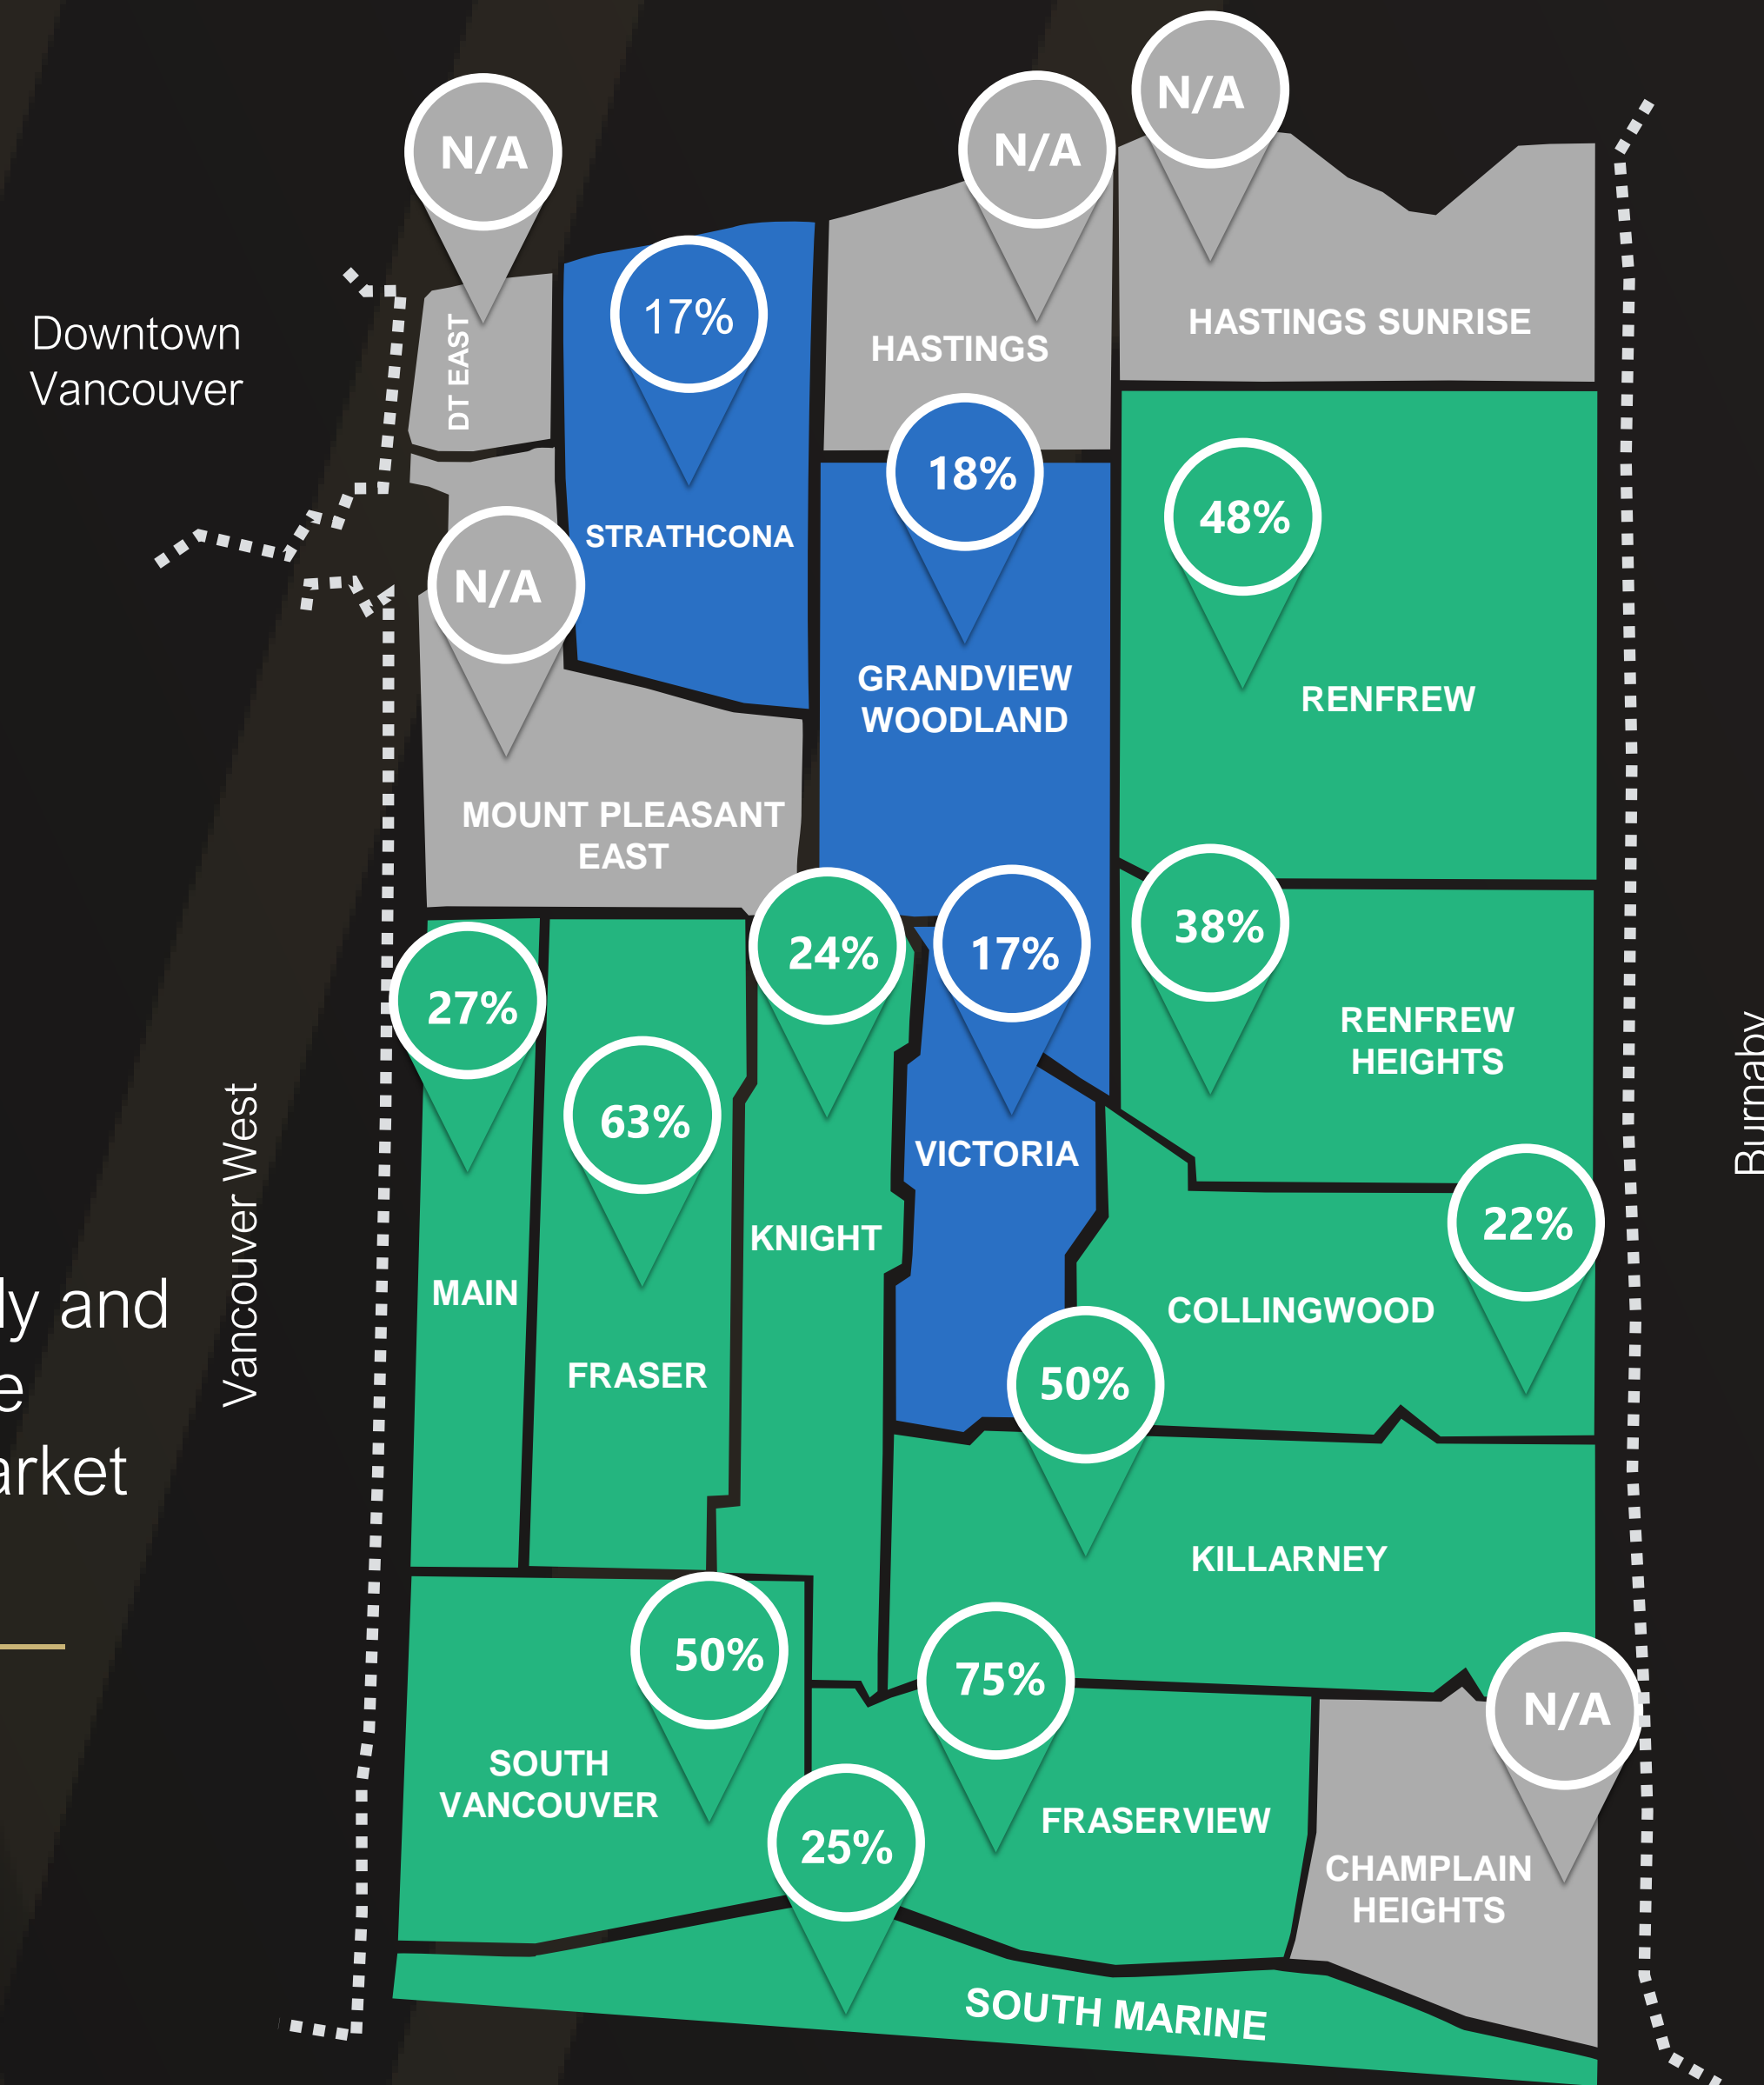 N/A
N/A
N/A
17%
Downtown
Vancouver
DT EAST
HASTINGS
HASTINGS SUNRISE
18%
48%
STRATHCONA
N/A
GRANDVIEW
WOODLAND
RENFREW
MOUNT PLEASANT
EAST
27%
24%
17%
38%
RENFREW
HEIGHTS
Burnaby
63%
VICTORIA
22%
Vancouver West
KNIGHT
MAIN
COLLINGWOOD
and
FRASER
50%
KILLARNEY
50%
75%
N/A
SOUTH
VANCOUVER
25%
FRASERVIEW
CHAMPLAIN
HEIGHTS
SOUTH MARINE